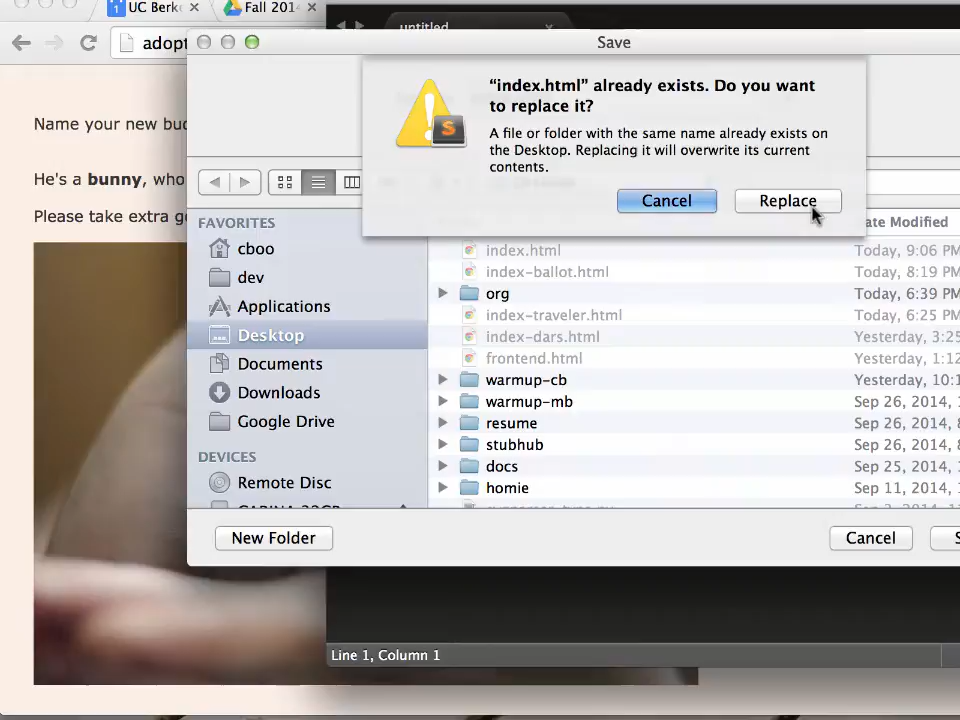 UC Berk
Fall 2014
untitled
adopt
Save
Name your new bu
He's a bunny, who
Please take extra g
"index.html" already exists. Do you want
to replace it?
A file or folder with the same name already exists on
the Desktop. Replacing it will overwrite its current
contents.
Cancel
Replace
FAVORITES
cboo
dev
Applications
Desktop
Documents
Downloads
Google Drive
DEVICES
Remote Disc
ate Modified
index.html Today, 9:06 PM
index-ballot.html Today, 8:19 PM
org Today, 6:39 PM
index-traveler.html Today, 6:25 PM
index-dars.html Yesterday, 3:25
frontend.html Yesterday, 1:12
warmup-cb Yesterday, 10:1
warmup-mb Sep 26, 2014,
resume Sep 26, 2014,
stubhub Sep 26, 2014,
docs Sep 25, 2014,
homie Sep 11, 2014,
New Folder
Cancel
S
Line 1, Column 1